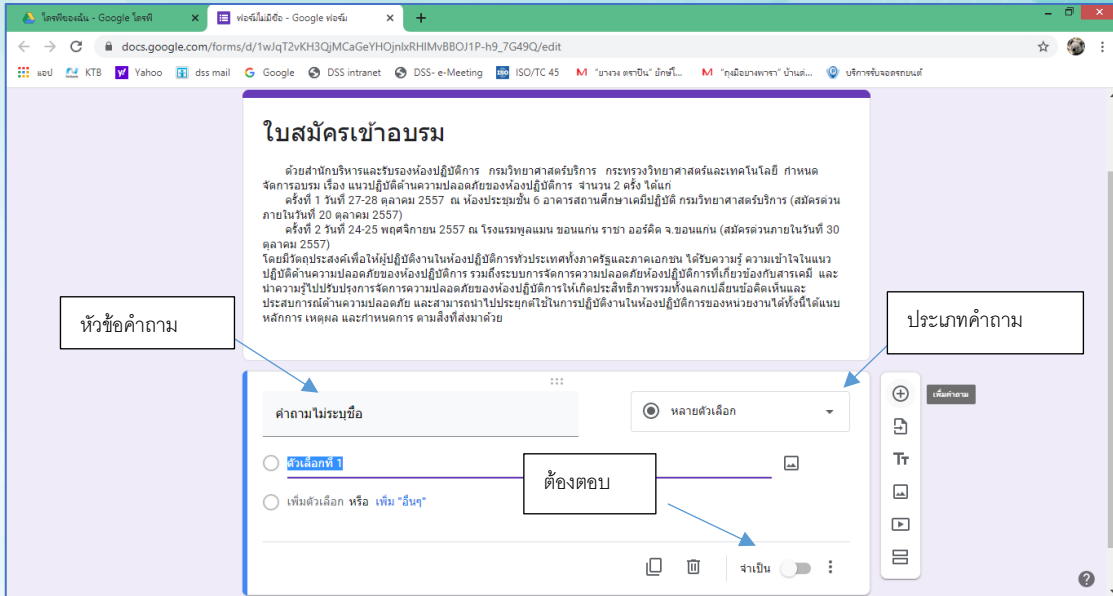 ไดรฟ์ของฉัน - Google ไดรฟ์
ฟอร์มไม่มีชื่อ - Google ฟอร์ม
docs.google.com/forms/d/1wJqT2vKH3QjMCaGeYHOjnlxRHIMvBBOJ1P-h9_7G49Q/edit
แอป KTB Yahoo dss mail Google DSS intranet DSS- e-Meeting ISO/TC 45 "ยางวง ตราปืน" ยักษ์ใ... "ถุงมือยางพารา" บ้านค่... บริการรับจอดรถยนต์
ใบสมัครเข้าอบรม
ด้วยสำนักบริหารและรับรองห้องปฏิบัติการ กรมวิทยาศาสตร์บริการ กระทรวงวิทยาศาสตร์และเทคโนโลยี กำหนด
จัดการอบรม เรื่อง แนวปฏิบัติด้านความปลอดภัยของห้องปฏิบัติการ จำนวน 2 ครั้ง ได้แก่
ครั้งที่ 1 วันที่ 27-28 ตุลาคม 2557 ณ ห้องประชุมชั้น 6 อาคารสถานศึกษาเคมีปฏิบัติ กรมวิทยาศาสตร์บริการ (สมัครด่วน
ภายในวันที่ 20 ตุลาคม 2557)
ครั้งที่ 2 วันที่ 24-25 พฤศจิกายน 2557 ณ โรงแรมพูลแมน ขอนแก่น ราชา ออร์คิด จ.ขอนแก่น (สมัครด่วนภายในวันที่ 30
ตุลาคม 2557)
โดยมีวัตถุประสงค์เพื่อให้ผู้ปฏิบัติงานในห้องปฏิบัติการทั่วประเทศทั้งภาครัฐและภาคเอกชน ได้รับความรู้ ความเข้าใจในแนว
ปฏิบัติด้านความปลอดภัยของห้องปฏิบัติการ รวมถึงระบบการจัดการความปลอดภัยห้องปฏิบัติการที่เกี่ยวข้องกับสารเคมี และ
นำความรู้ไปปรับปรุงการจัดการความปลอดภัยของห้องปฏิบัติการให้เกิดประสิทธิภาพรวมทั้งแลกเปลี่ยนข้อคิดเห็นและ
ประสบการณ์ด้านความปลอดภัย และสามารถนำไปประยุกต์ใช้ในการปฏิบัติงานในห้องปฏิบัติการของหน่วยงานได้ทั้งนี้ได้แนบ
หลักการ เหตุผล และกำหนดการ ตามสิ่งที่ส่งมาด้วย
หัวข้อคำถาม
ประเภทคำถาม
คำถามไม่ระบุชื่อ
หลายตัวเลือก
เพิ่มคำถาม
ตัวเลือกที่ 1
ต้องตอบ
เพิ่มตัวเลือก หรือ เพิ่ม "อื่นๆ"
จำเป็น